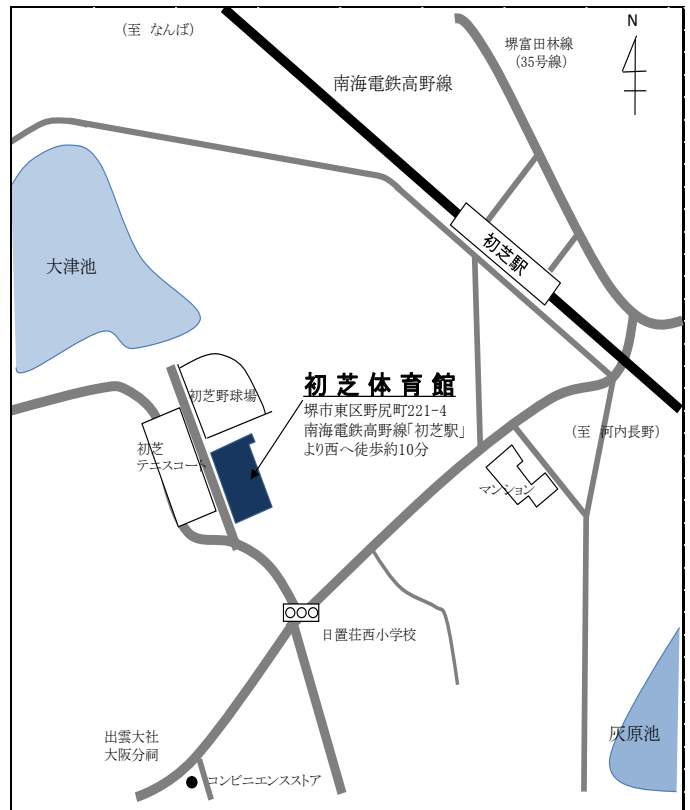 (至 なんば)
堺富田林線
(35号線)
N
南海電鉄高野線
初芝駅
大津池
初芝野球場
初芝体育館
堺市東区野尻町221-4
南海電鉄高野線「初芝駅」
より西へ徒歩約10分
(至 河内長野)
初芝
テニスコート
マンション
日置荘西小学校
灰原池
出雲大社
大阪分祠
コンビニエンスストア